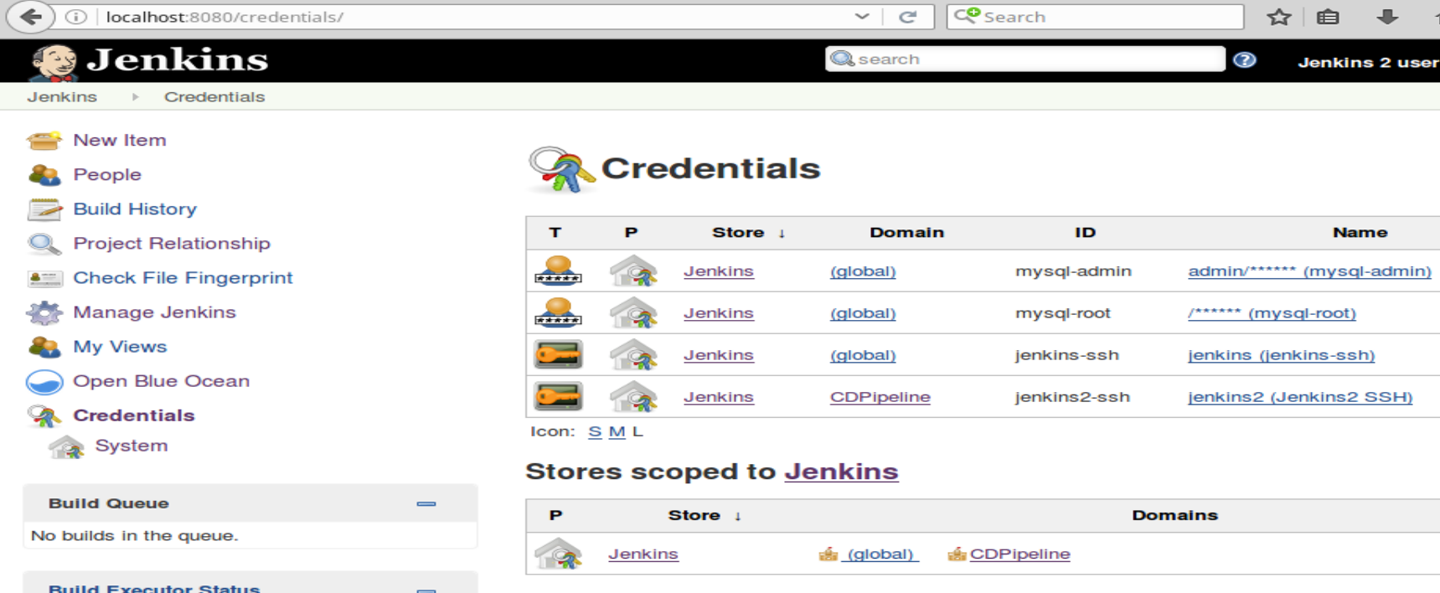 localhost:8080/credentials/ Search
Jenkins search Jenkins 2 user
Jenkins Credentials
New Item
People
Build History
Project Relationship
Check File Fingerprint
Manage Jenkins
My Views
Open Blue Ocean
Credentials
System
Build Queue
No builds in the queue.
Build Executor Status
Credentials
T P Store ↓ Domain ID Name
Jenkins (global) mysql-admin admin/****** (mysql-admin)
Jenkins (global) mysql-root /****** (mysql-root)
Jenkins (global) jenkins-ssh jenkins (jenkins-ssh)
Jenkins CDPipeline jenkins2-ssh jenkins2 (Jenkins2 SSH)
Icon: S M L
Stores scoped to Jenkins
P Store ↓ Domains
Jenkins (global) CDPipeline